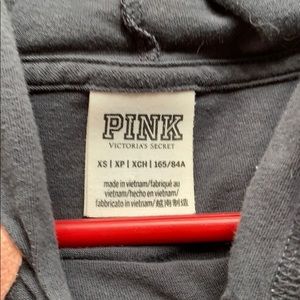 PINK
VICTORIA'S SECRET
XS | XP | XCH | 165/84A
made in vietnam/fabriqué au
vietnam/hecho en vietnam/
fabbricato in vietnam/越南制造